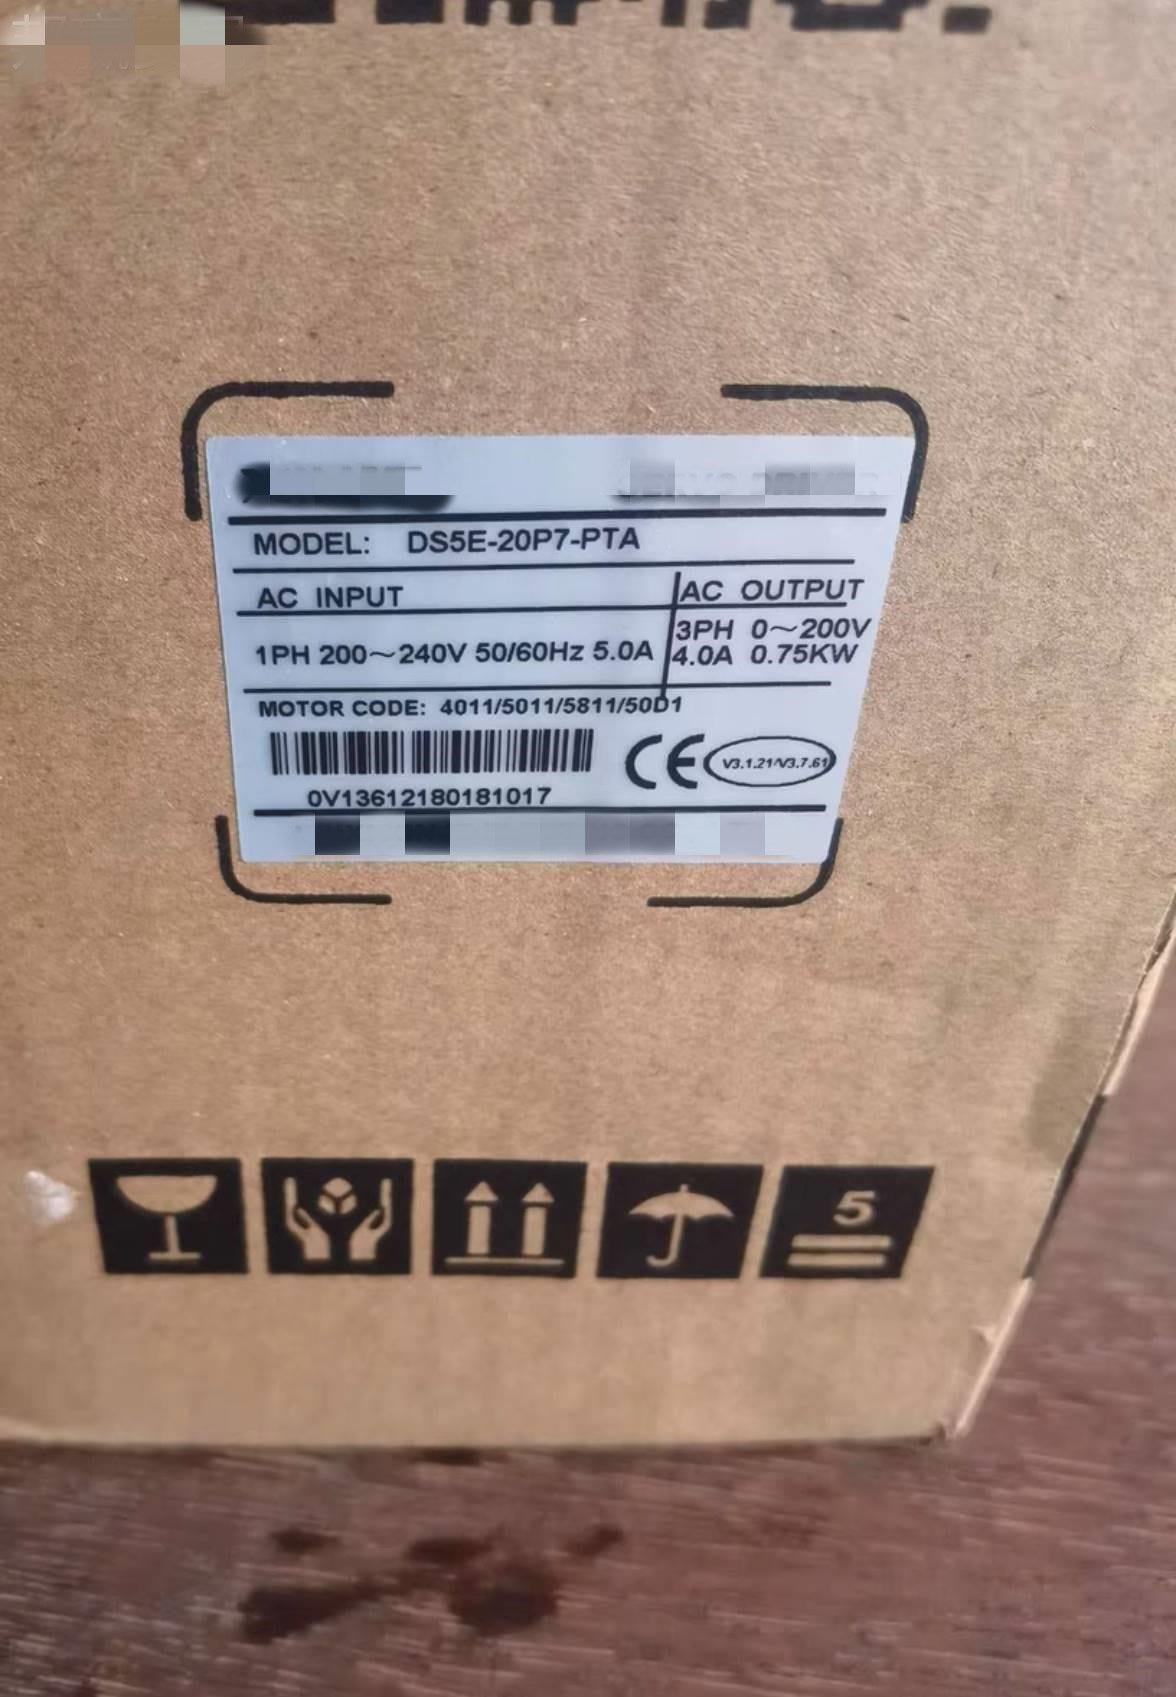 MODEL: DS5E-20P7-PTA
AC INPUT
AC OUTPUT
1PH 200～240V 50/60Hz 5.0A
3PH 0～200V
4.0A 0.75KW
MOTOR CODE: 4011/5011/5811/50D1
CE
V3.1.21/V3.7.61
0V13612180181017
5